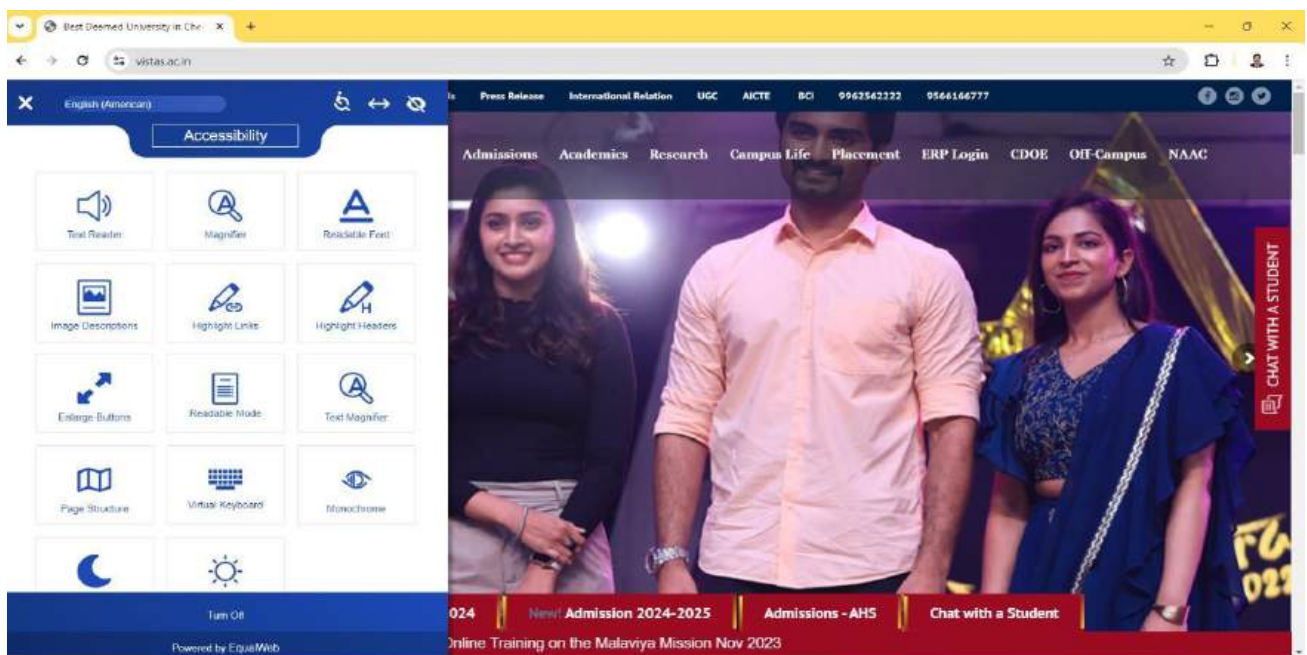 Best Deemed University in Che
vistas.ac.in
English (American)
Accessibility
Text Reader
Magnifier
Readable Font
Image Descriptions
Highlight Links
Highlight Headers
Enlarge Buttons
Readable Mode
Text Magnifier
Page Structure
Virtual Keyboard
Monochrome
Turn Off
Powered by EqualWeb
Press Release International Relation UGC AICTE BCI 9962562222 9566166777
Admissions Academics Research Campus Life Placement ERP Login CDOE Off-Campus NAAC
CHAT WITH A STUDENT
024 New! Admission 2024-2025 Admissions - AHS Chat with a Student
Online Training on the Malaviya Mission Nov 2023